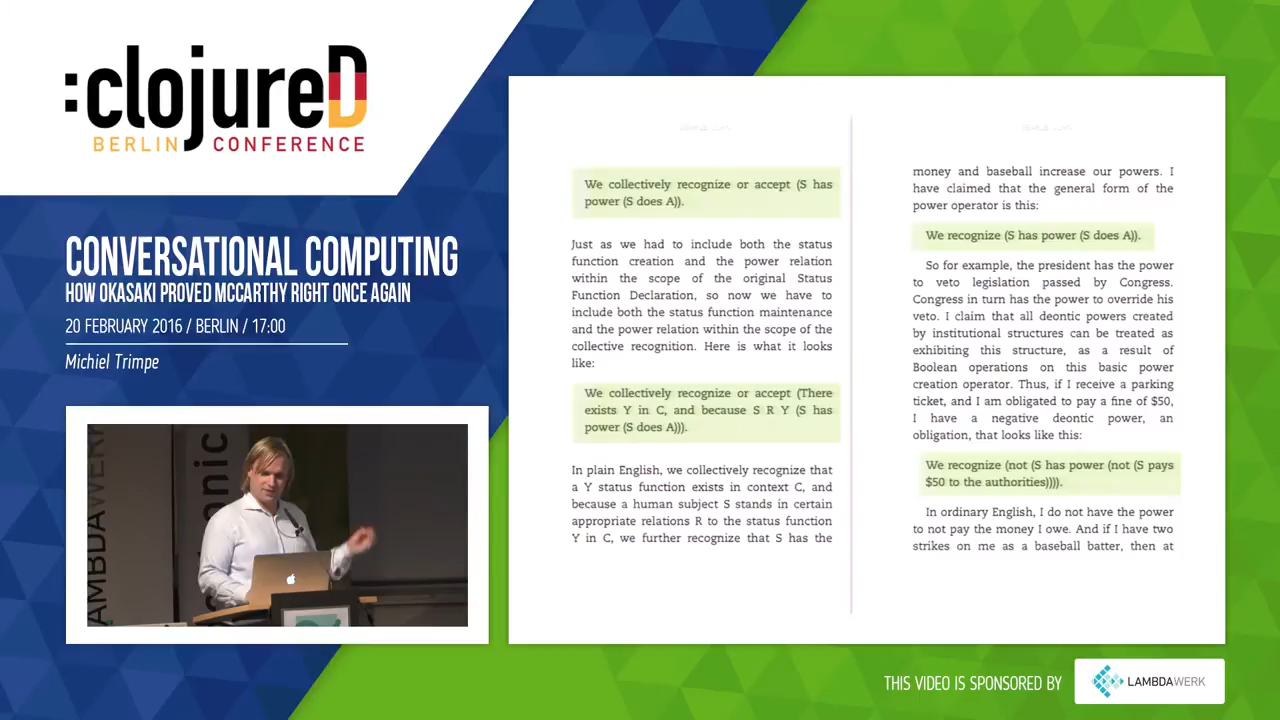 :clojureD
BERLIN CONFERENCE
CONVERSATIONAL COMPUTING
HOW OKASAKI PROVED MCCARTHY RIGHT ONCE AGAIN
20 FEBRUARY 2016 / BERLIN / 17:00
Michiel Trimpe
LAMBDAWERK
We collectively recognize or accept (S has
power (S does A)).
Just as we had to include both the status
function creation and the power relation
within the scope of the original Status
Function Declaration, so now we have to
include both the status function maintenance
and the power relation within the scope of the
collective recognition. Here is what it looks
like:
We collectively recognize or accept (There
exists Y in C, and because S R Y (S has
power (S does A))).
In plain English, we collectively recognize that
a Y status function exists in context C, and
because a human subject S stands in certain
appropriate relations R to the status function
Y in C, we further recognize that S has the
money and baseball increase our powers. I
have claimed that the general form of the
power operator is this:
We recognize (S has power (S does A)).
So for example, the president has the power
to veto legislation passed by Congress.
Congress in turn has the power to override his
veto. I claim that all deontic powers created
by institutional structures can be treated as
exhibiting this structure, as a result of
Boolean operations on this basic power
creation operator. Thus, if I receive a parking
ticket, and I am obligated to pay a fine of $50,
I have a negative deontic power, an
obligation, that looks like this:
We recognize (not (S has power (not (S pays
$50 to the authorities)))).
In ordinary English, I do not have the power
to not pay the money I owe. And if I have two
strikes on me as a baseball batter, then at
THIS VIDEO IS SPONSORED BY
LAMBDAWERK